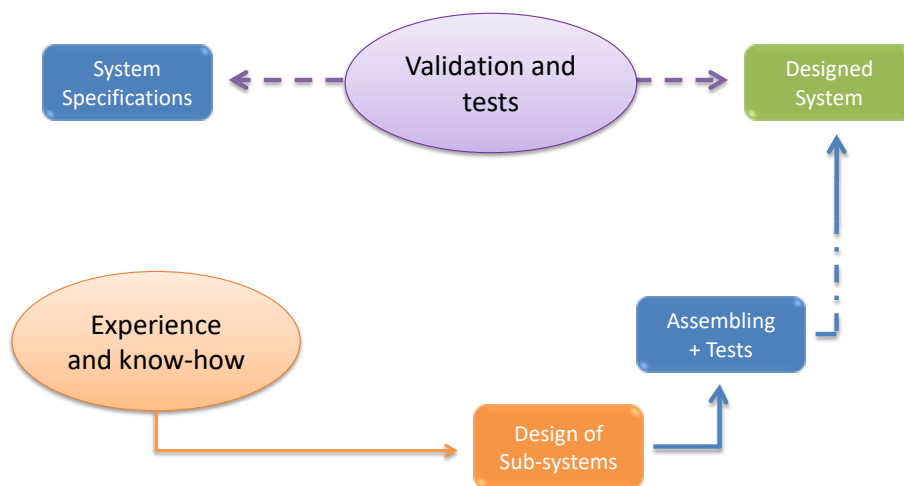 System
Specifications
Validation and
tests
Designed
System
Experience
and know-how
Assembling
+ Tests
Design of
Sub-systems